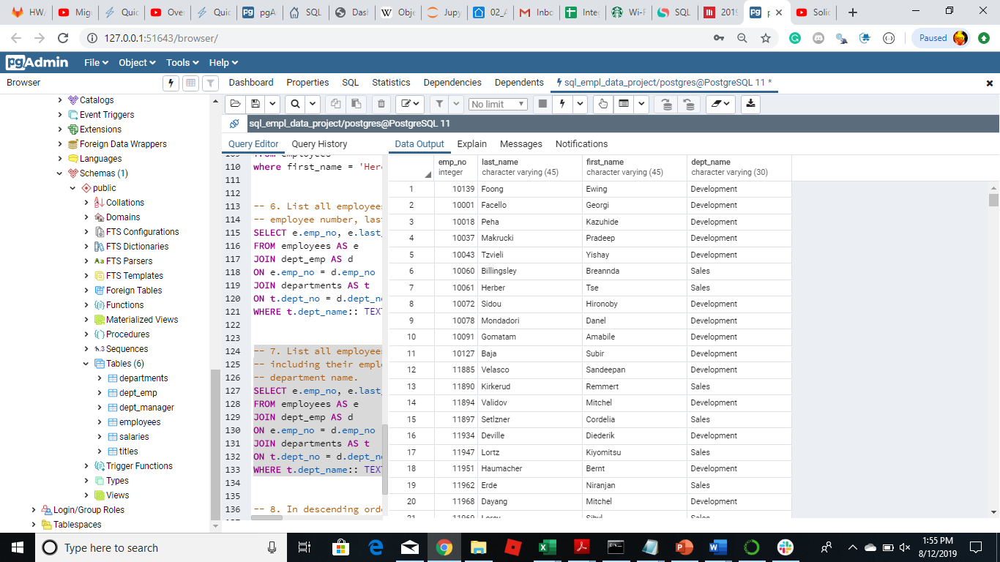 HW/
Mig
Quic
Over
Quic
pgA
SQL
Dash
Obje
Jupy
02_A
Inbo
Inte
Wi-F
SQL
2019
Solic
127.0.0.1:51643/browser/
Paused
pgAdmin File Object Tools Help
Browser
Dashboard Properties SQL Statistics Dependencies Dependents sql_empl_data_project/postgres@PostgreSQL 11 *
No limit
sql_empl_data_project/postgres@PostgreSQL 11
Catalogs
Event Triggers
Extensions
Foreign Data Wrappers
Languages
Schemas (1)
public
Collations
Domains
FTS Configurations
FTS Dictionaries
FTS Parsers
FTS Templates
Foreign Tables
Functions
Materialized Views
Procedures
Sequences
Tables (6)
departments
dept_emp
dept_manager
employees
salaries
titles
Trigger Functions
Types
Views
Login/Group Roles
Tablespaces
Query Editor Query History
109 from employees
110 where first_name = 'Herc
111
112
113 -- 6. List all employees
114 -- employee number, las
115 SELECT e.emp_no, e.last_
116 FROM employees AS e
117 JOIN dept_emp AS d
118 ON e.emp_no = d.emp_no
119 JOIN departments AS t
120 ON t.dept_no = d.dept_no
121 WHERE t.dept_name:: TEXT
122
123
124 -- 7. List all employees
125 -- including their emplo
126 -- department name.
127 SELECT e.emp_no, e.last_
128 FROM employees AS e
129 JOIN dept_emp AS d
130 ON e.emp_no = d.emp_no
131 JOIN departments AS t
132 ON t.dept_no = d.dept_no
133 WHERE t.dept_name:: TEXT
134
135
136 -- 8. In descending orde
Data Output Explain Messages Notifications
emp_no last_name first_name dept_name
integer character varying (45) character varying (45) character varying (30)
1 10139 Foong Ewing Development
2 10001 Facello Georgi Development
3 10018 Peha Kazuhide Development
4 10037 Makrucki Pradeep Development
5 10043 Tzvieli Yishay Development
6 10060 Billingsley Breannda Sales
7 10061 Herber Tse Sales
8 10072 Sidou Hironoby Development
9 10078 Mondadori Danel Development
10 10091 Gomatam Amabile Development
11 10127 Baja Subir Development
12 11885 Velasco Sandeepan Development
13 11890 Kirkerud Remmert Sales
14 11894 Validov Mitchel Development
15 11897 Setlzner Cordelia Sales
16 11934 Deville Diederik Development
17 11947 Lortz Kiyomitsu Sales
18 11951 Haumacher Bernt Development
19 11962 Erde Niranjan Sales
20 11968 Dayang Mitchel Development
21 11969 Sibyl Sales
Type here to search
1:55 PM
8/12/2019